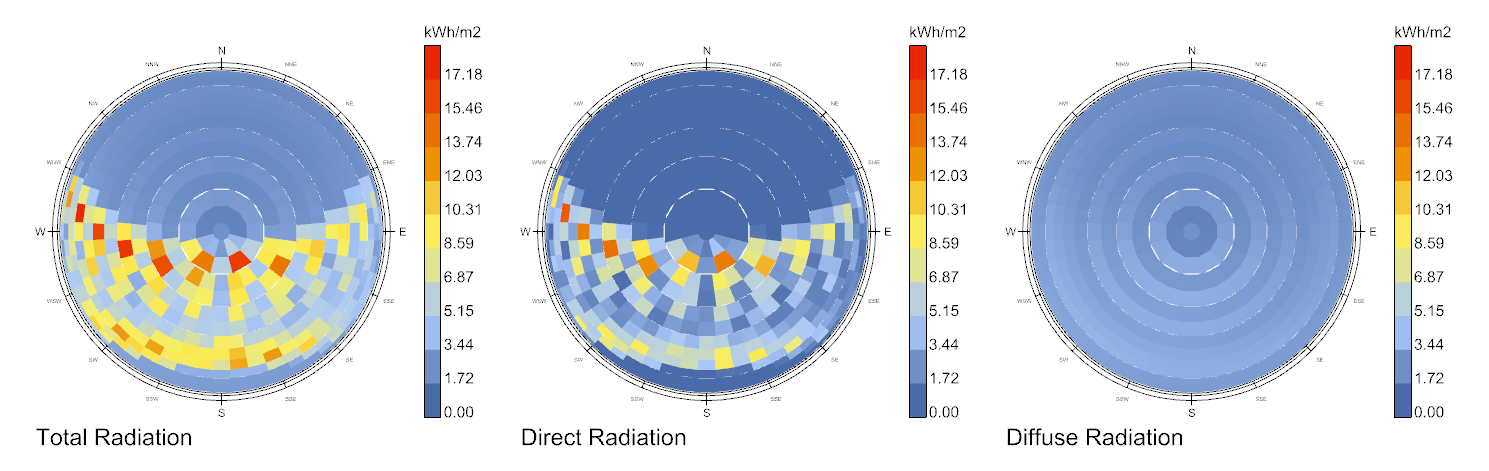 kWh/m2 kWh/m2 kWh/m2
N N N
NNW NNE NNW NNE NNW NNE
17.18 17.18 17.18
NW NE NW NE NW NE
15.46 15.46 15.46
13.74 13.74 13.74
WNW ENE WNW ENE WNW ENE
12.03 12.03 12.03
10.31 10.31 10.31
W E W E W E
8.59 8.59 8.59
6.87 6.87 6.87
WSW ESE WSW ESE WSW ESE
5.15 5.15 5.15
3.44 3.44 3.44
SW SE SW SE SW SE
1.72 1.72 1.72
SSW SSE SSW SSE SSW SSE
0.00 0.00 0.00
S S S
Total Radiation Direct Radiation Diffuse Radiation